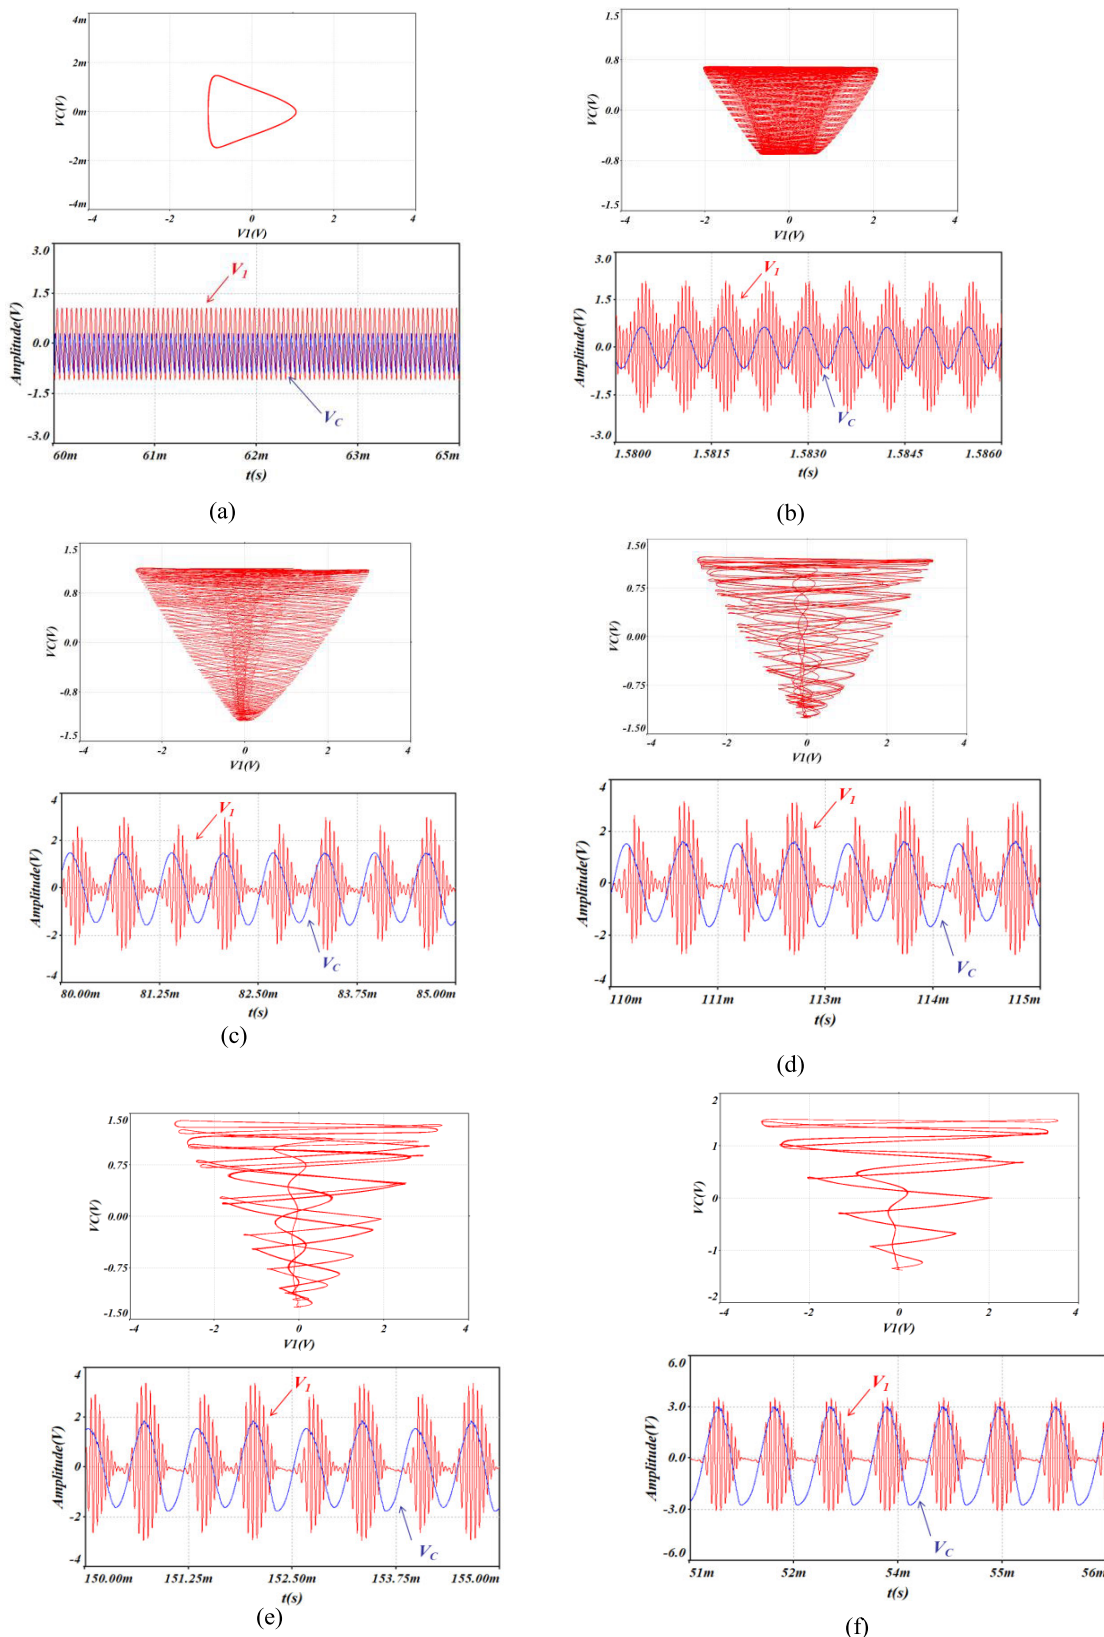 4m
2m
0m
-2m
-4m
VC(V)
-4 -2 0 2 4
V1(V)
3.0
1.5
0.0
-1.5
-3.0
Amplitude(V)
V1
VC
60m 61m 62m 63m 65m
t(s)
(a)
1.5
0.8
0.0
-0.8
-1.5
VC(V)
-4 -2 0 2 4
V1(V)
3.0
1.5
0.0
-1.5
-3.0
Amplitude(V)
V1
VC
1.5800 1.5815 1.5830 1.5845 1.5860
t(s)
(b)
1.5
0.8
0.0
-0.8
-1.5
VC(V)
-4 -2 0 2 4
V1(V)
4
2
0
-2
-4
Amplitude(V)
V1
VC
80.00m 81.25m 82.50m 83.75m 85.00m
t(s)
(c)
1.50
0.75
0.00
-0.75
-1.50
VC(V)
-4 -2 0 2 4
V1(V)
4
2
0
-2
-4
Amplitude(V)
V1
VC
110m 111m 113m 114m 115m
t(s)
(d)
1.50
0.75
0.00
-0.75
-1.50
VC(V)
-4 -2 0 2 4
V1(V)
4
2
0
-2
-4
Amplitude(V)
V1
VC
150.00m 151.25m 152.50m 153.75m 155.00m
t(s)
(e)
2
1
0
-1
-2
VC(V)
-4 -2 0 2 4
V1(V)
6.0
3.0
0.0
-3.0
-6.0
Amplitude(V)
V1
VC
51m 52m 54m 55m 56m
t(s)
(f)